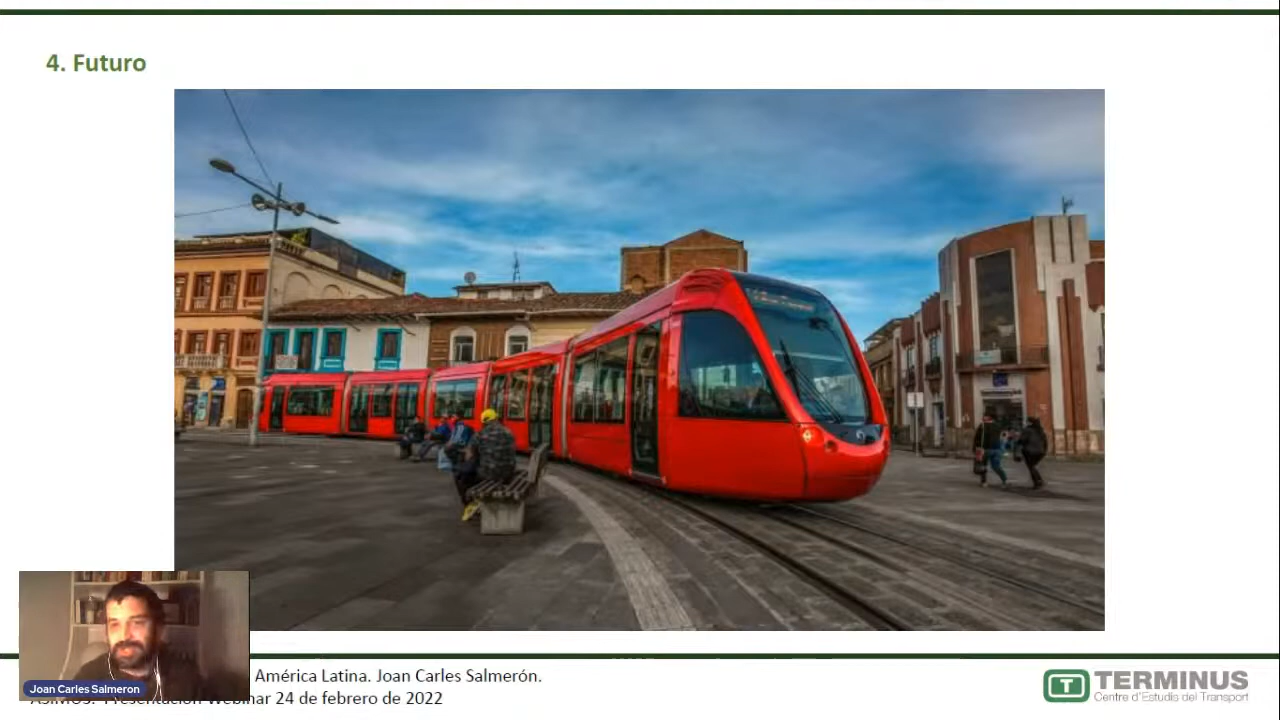 4. Futuro
América Latina. Joan Carles Salmerón.
Joan Carles Salmeron
Presentación Webinar 24 de febrero de 2022
TERMINUS
Centre d'Estudis del Transport